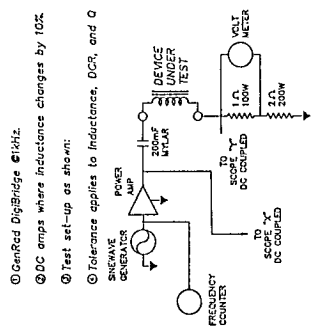 ① GenRad DigiBridge @1kHz.
② DC amps where inductance changes by 10%
③ Test set-up as shown:
④ Tolerance applies to Inductance, DCR, and Q
SINEWAVE
GENERATOR
POWER
AMP
200mF
MYLAR
DEVICE
UNDER
TEST
FREQUENCY
COUNTER
TO
SCOPE "X"
DC COUPLED
TO
SCOPE "Y"
DC COUPLED
1Ω
100W
2Ω
200W
VOLT
METER